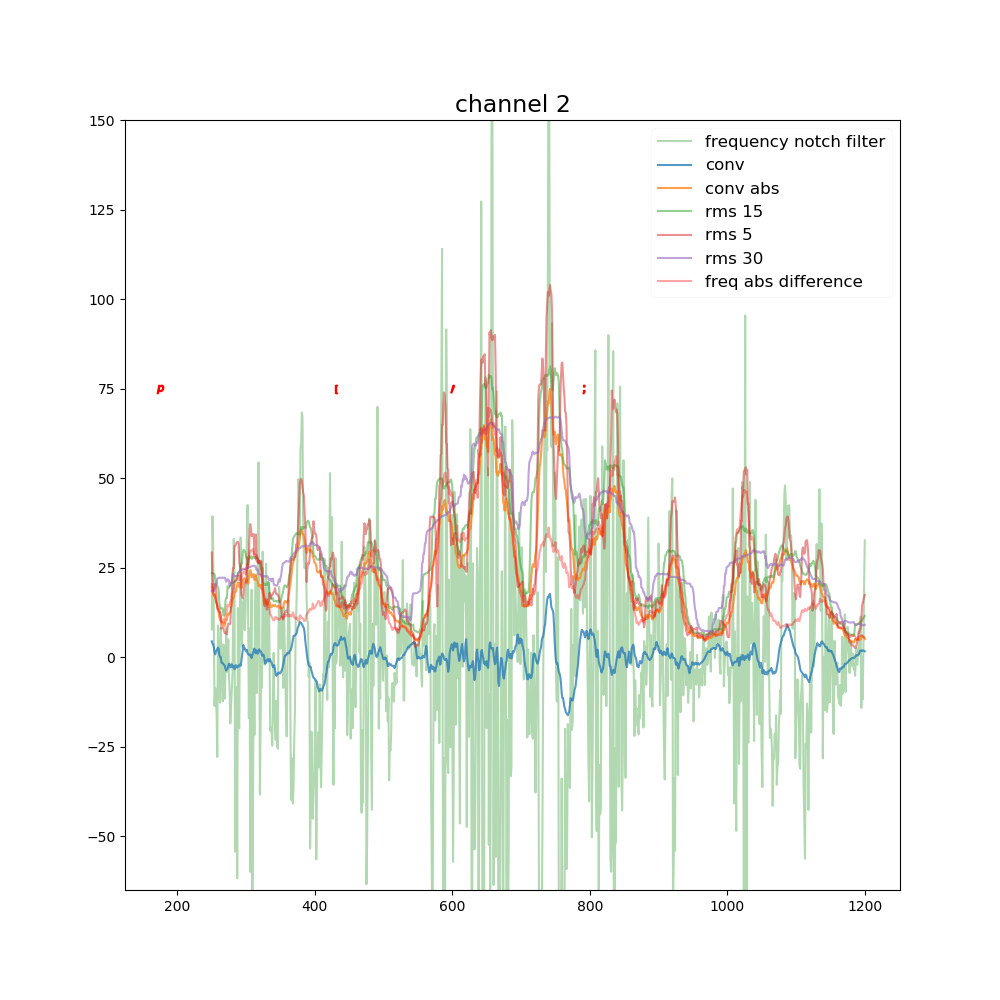 channel 2
150
125
100
75
50
25
0
−25
−50
200 400 600 800 1000 1200
frequency notch filter
conv
conv abs
rms 15
rms 5
rms 30
freq abs difference
p [ , ;